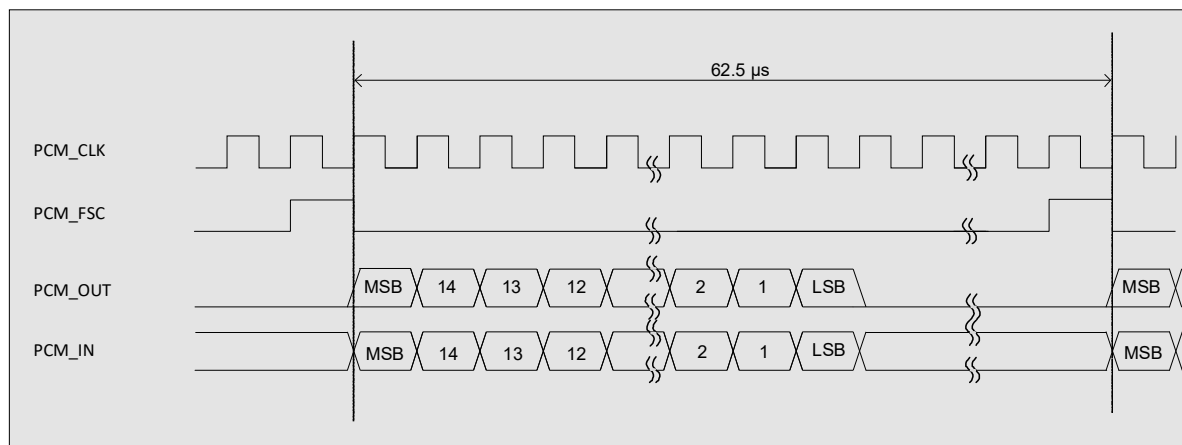 62.5 µs
PCM_CLK
PCM_FSC
PCM_OUT MSB 14 13 12 2 1 LSB MSB
PCM_IN MSB 14 13 12 2 1 LSB MSB